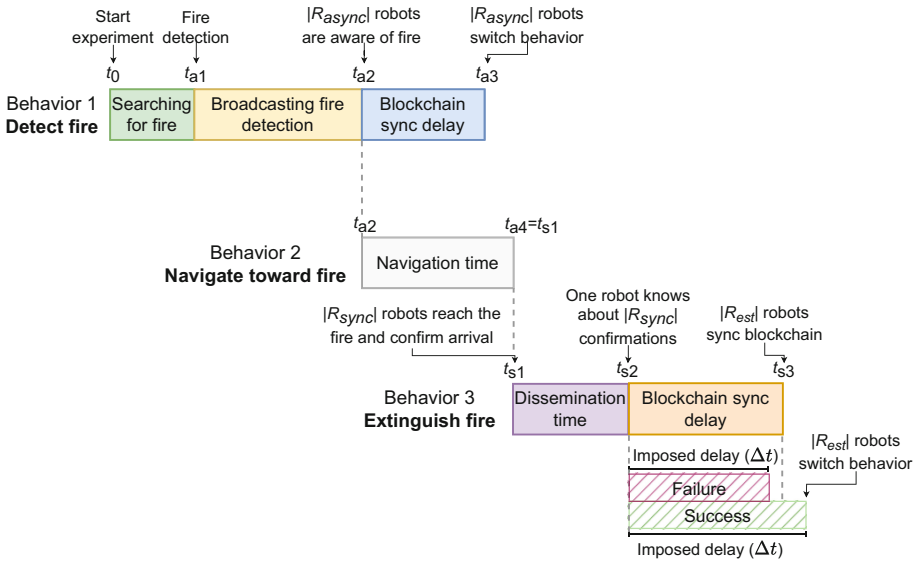 Start
experiment
Fire
detection
|Rasync| robots
are aware of fire
|Rasync| robots
switch behavior
t0
ta1
ta2
ta3
Behavior 1
Detect fire
Searching
for fire
Broadcasting fire
detection
Blockchain
sync delay
ta2
ta4=ts1
Behavior 2
Navigate toward fire
Navigation time
|Rsync| robots reach the
fire and confirm arrival
One robot knows
about |Rsync|
confirmations
|Rest| robots
sync blockchain
ts1
ts2
ts3
Behavior 3
Extinguish fire
Dissemination
time
Blockchain sync
delay
|Rest| robots
switch behavior
Imposed delay (Δt)
Failure
Success
Imposed delay (Δt)